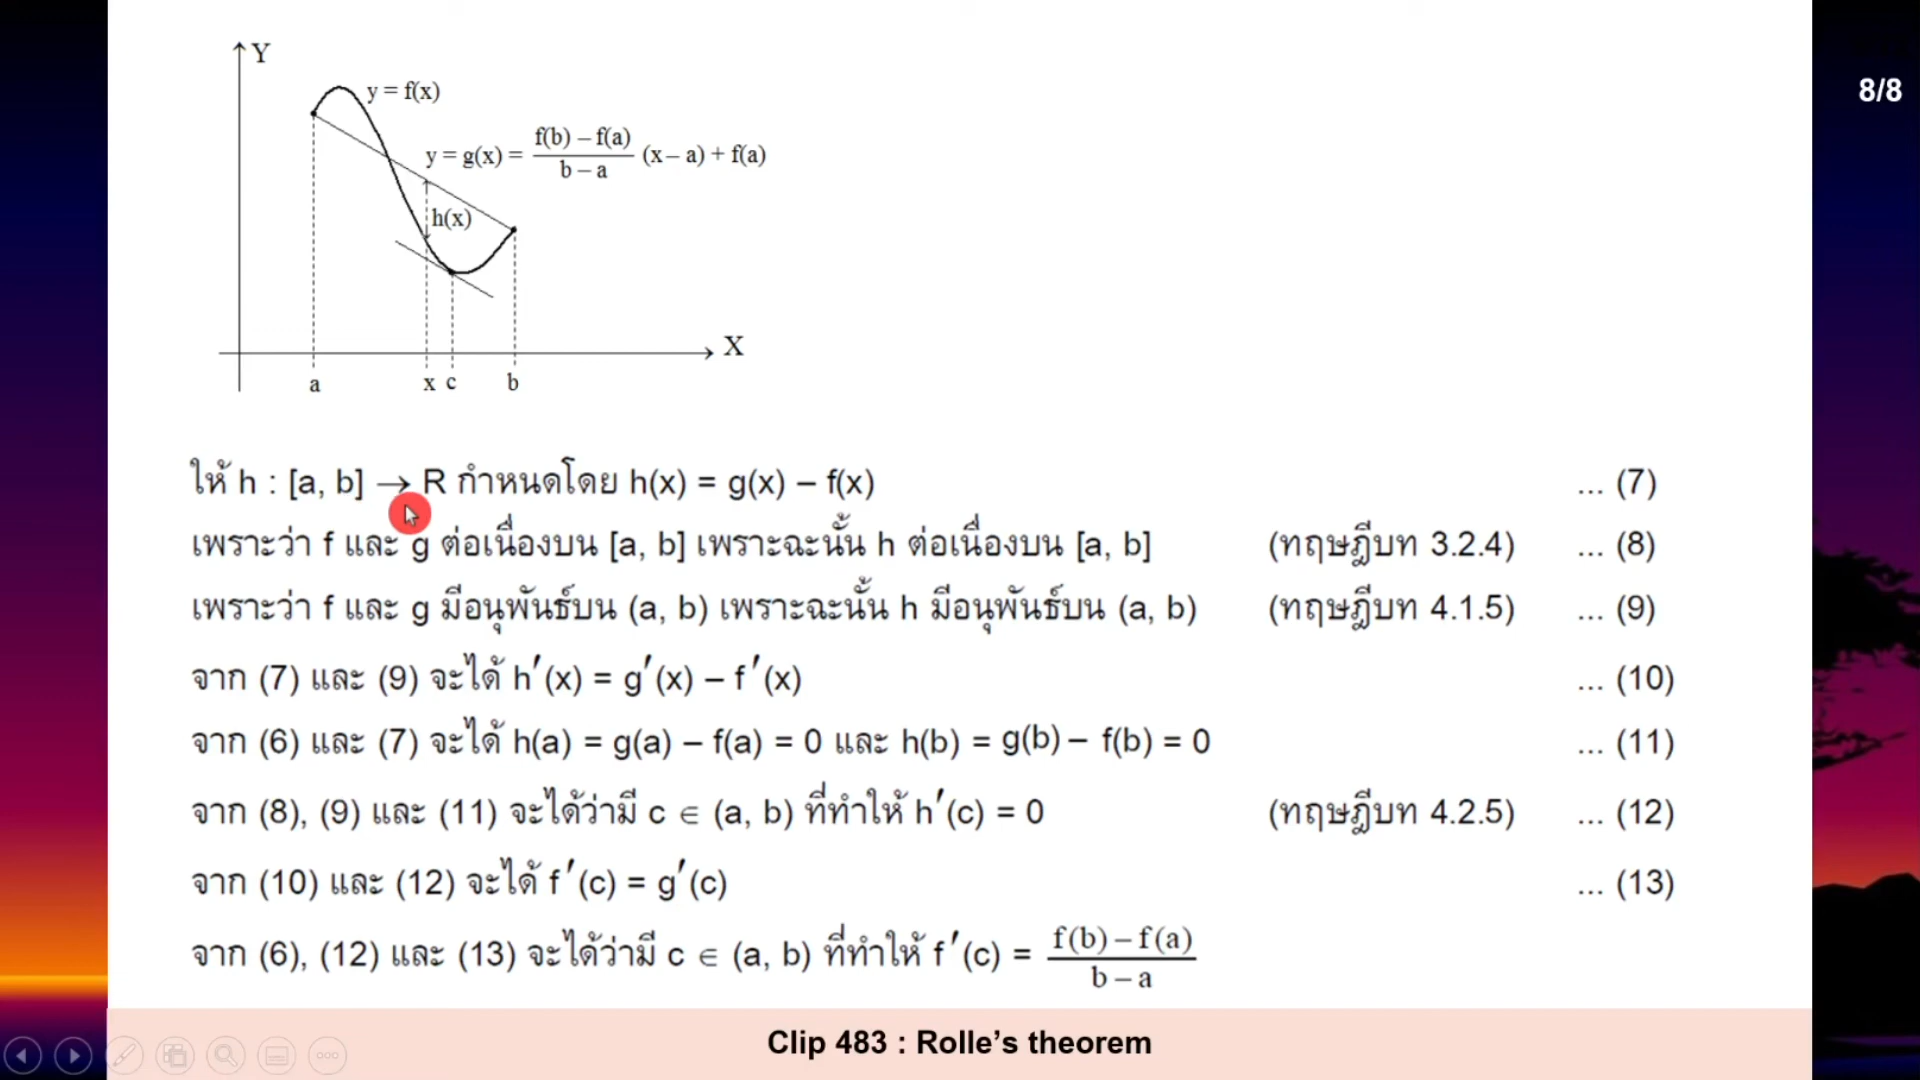 8/8
Y
y = f(x)
y = g(x) = \frac{f(b) – f(a)}{b – a} (x – a) + f(a)
h(x)
X
a x c b
ให้ h : [a, b] → R กำหนดโดย h(x) = g(x) – f(x) ... (7)
เพราะว่า f และ g ต่อเนื่องบน [a, b] เพราะฉะนั้น h ต่อเนื่องบน [a, b] (ทฤษฎีบท 3.2.4) ... (8)
เพราะว่า f และ g มีอนุพันธ์บน (a, b) เพราะฉะนั้น h มีอนุพันธ์บน (a, b) (ทฤษฎีบท 4.1.5) ... (9)
จาก (7) และ (9) จะได้ h′(x) = g′(x) – f ′(x) ... (10)
จาก (6) และ (7) จะได้ h(a) = g(a) – f(a) = 0 และ h(b) = g(b) – f(b) = 0 ... (11)
จาก (8), (9) และ (11) จะได้ว่ามี c ∈ (a, b) ที่ทำให้ h′(c) = 0 (ทฤษฎีบท 4.2.5) ... (12)
จาก (10) และ (12) จะได้ f ′(c) = g′(c) ... (13)
จาก (6), (12) และ (13) จะได้ว่ามี c ∈ (a, b) ที่ทำให้ f ′(c) = \frac{f(b) – f(a)}{b – a}
Clip 483 : Rolle’s theorem